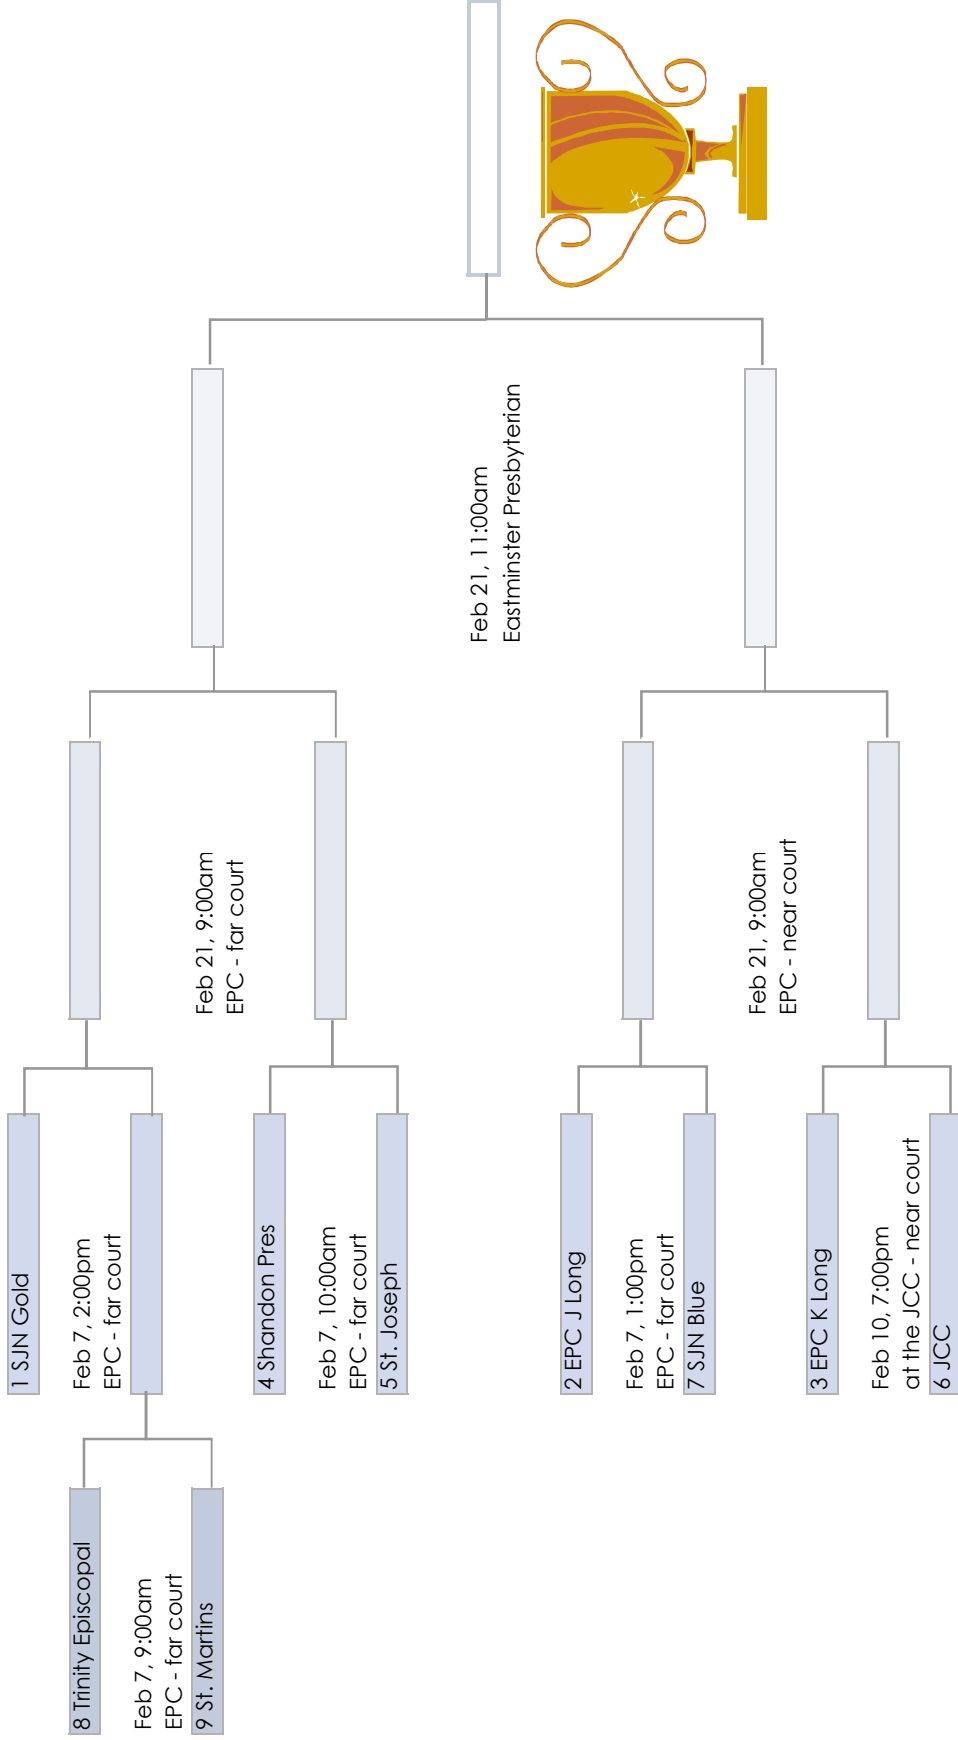 8 Trinity Episcopal
Feb 7, 9:00am
EPC - far court
9 St. Martins
1 SJN Gold
Feb 7, 2:00pm
EPC - far court
4 Shandon Pres
Feb 7, 10:00am
EPC - far court
5 St. Joseph
2 EPC J Long
Feb 7, 1:00pm
EPC - far court
7 SJN Blue
3 EPC K Long
Feb 10, 7:00pm
at the JCC - near court
6 JCC
Feb 21, 9:00am
EPC - far court
Feb 21, 9:00am
EPC - near court
Feb 21, 11:00am
Eastminster Presbyterian